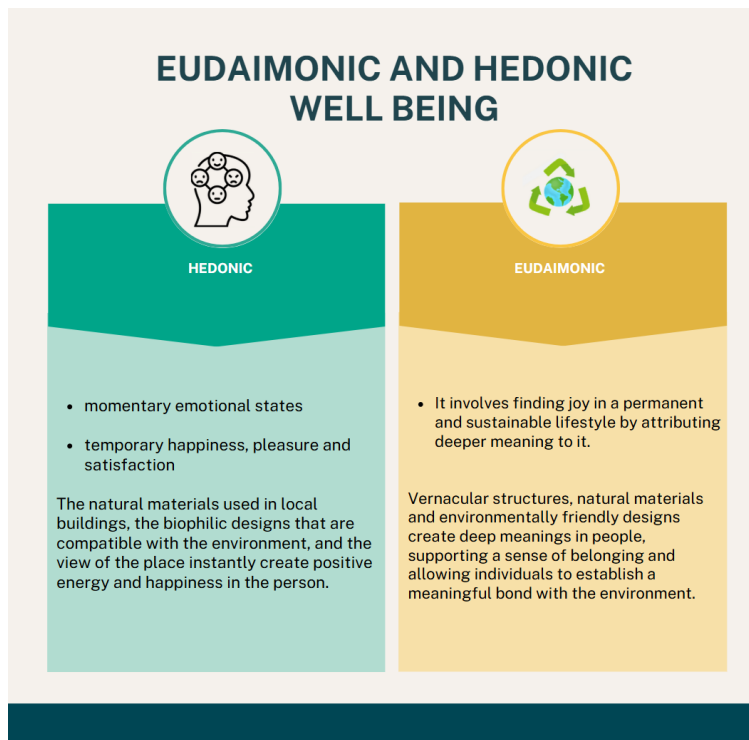 EUDAIMONIC AND HEDONIC
WELL BEING
HEDONIC
• momentary emotional states
• temporary happiness, pleasure and
satisfaction
The natural materials used in local
buildings, the biophilic designs that are
compatible with the environment, and the
view of the place instantly create positive
energy and happiness in the person.
EUDAIMONIC
• It involves finding joy in a permanent
and sustainable lifestyle by attributing
deeper meaning to it.
Vernacular structures, natural materials
and environmentally friendly designs
create deep meanings in people,
supporting a sense of belonging and
allowing individuals to establish a
meaningful bond with the environment.